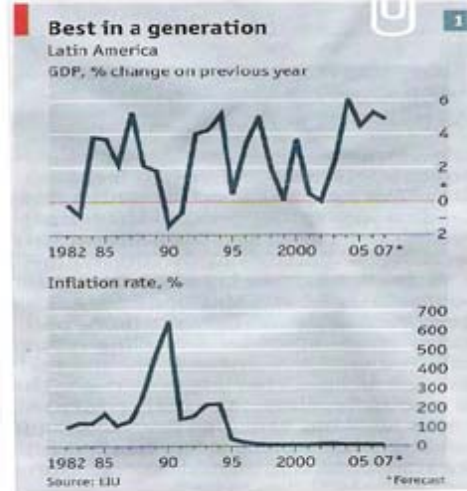 1
Best in a generation
Latin America
GDP, % change on previous year
6
4
2
+
0
–
2
1982 85 90 95 2000 05 07*
Inflation rate, %
700
600
500
400
300
200
100
0
1982 85 90 95 2000 05 07*
Source: EIU *Forecast